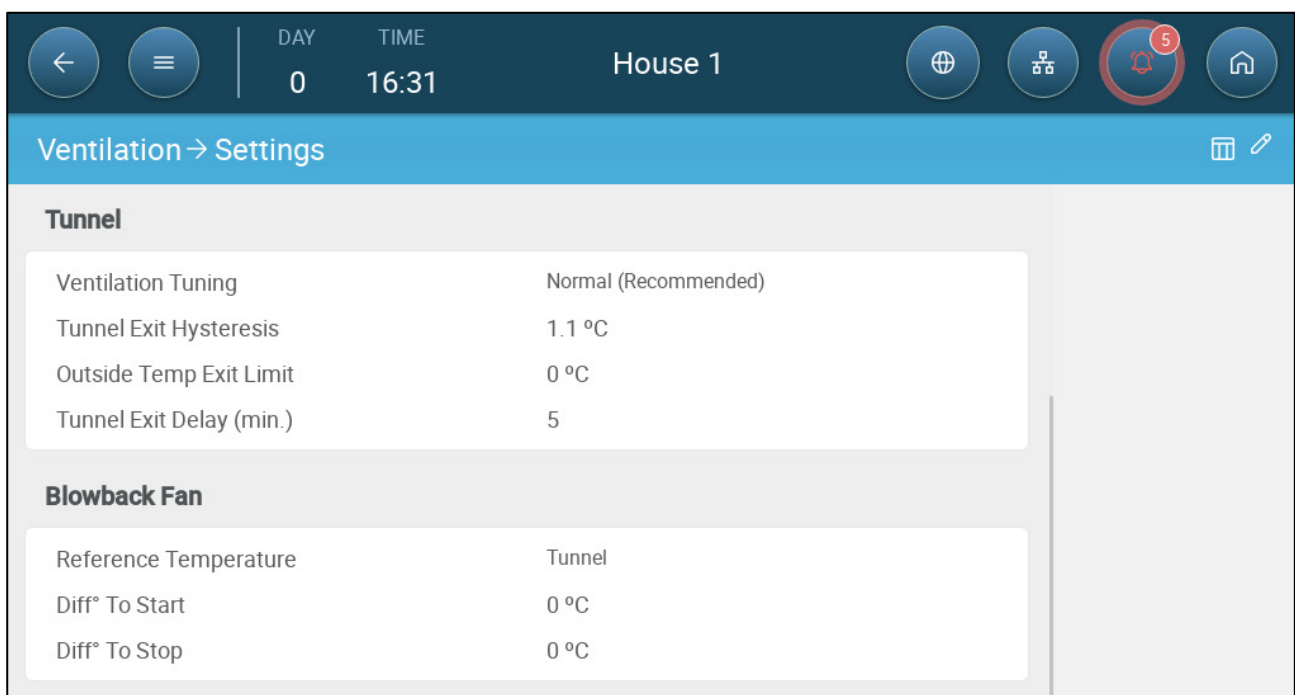 DAY TIME
0 16:31
House 1
5
Ventilation → Settings
Tunnel
Ventilation Tuning Normal (Recommended)
Tunnel Exit Hysteresis 1.1 ºC
Outside Temp Exit Limit 0 ºC
Tunnel Exit Delay (min.) 5
Blowback Fan
Reference Temperature Tunnel
Diff° To Start 0 ºC
Diff° To Stop 0 ºC